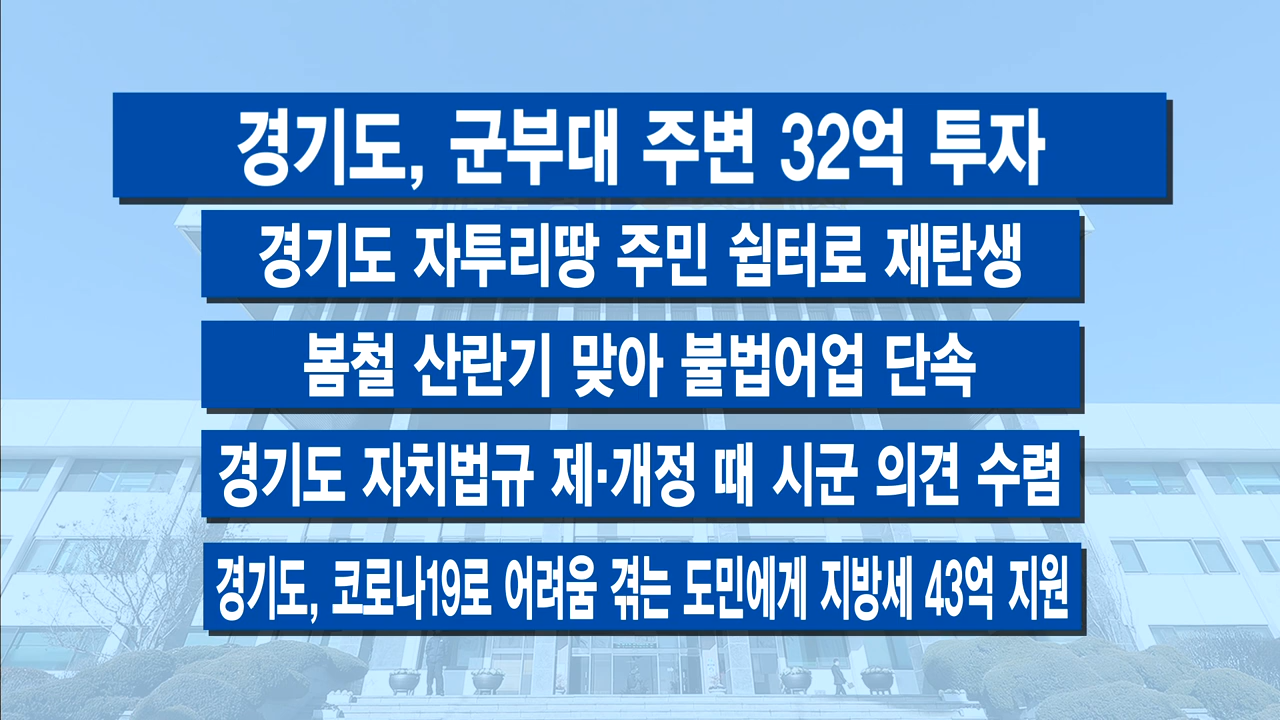 경기도, 군부대 주변 32억 투자
경기도 자투리땅 주민 쉼터로 재탄생
봄철 산란기 맞아 불법어업 단속
경기도 자치법규 제·개정 때 시군 의견 수렴
경기도, 코로나19로 어려움 겪는 도민에게 지방세 43억 지원